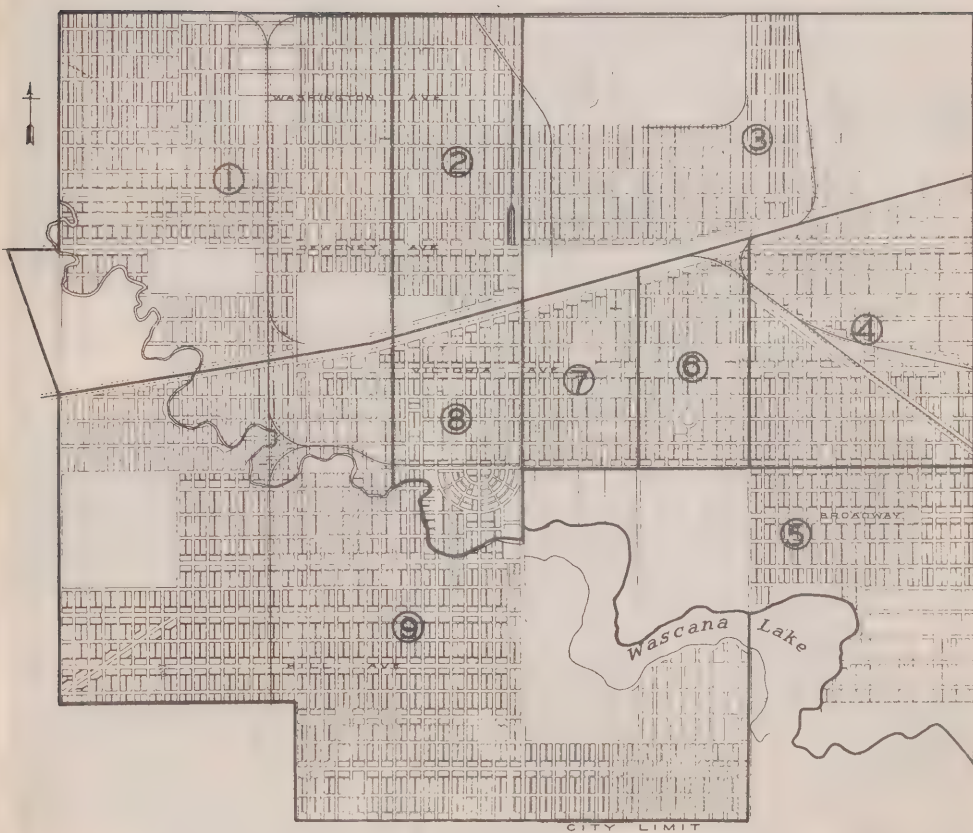 WASHINGTON AVE
①
②
③
DEWDNEY AVE
④
VICTORIA AVE
⑥
⑦
⑧
BROADWAY
⑤
⑨
Wascana Lake
HILL AVE
CITY LIMIT